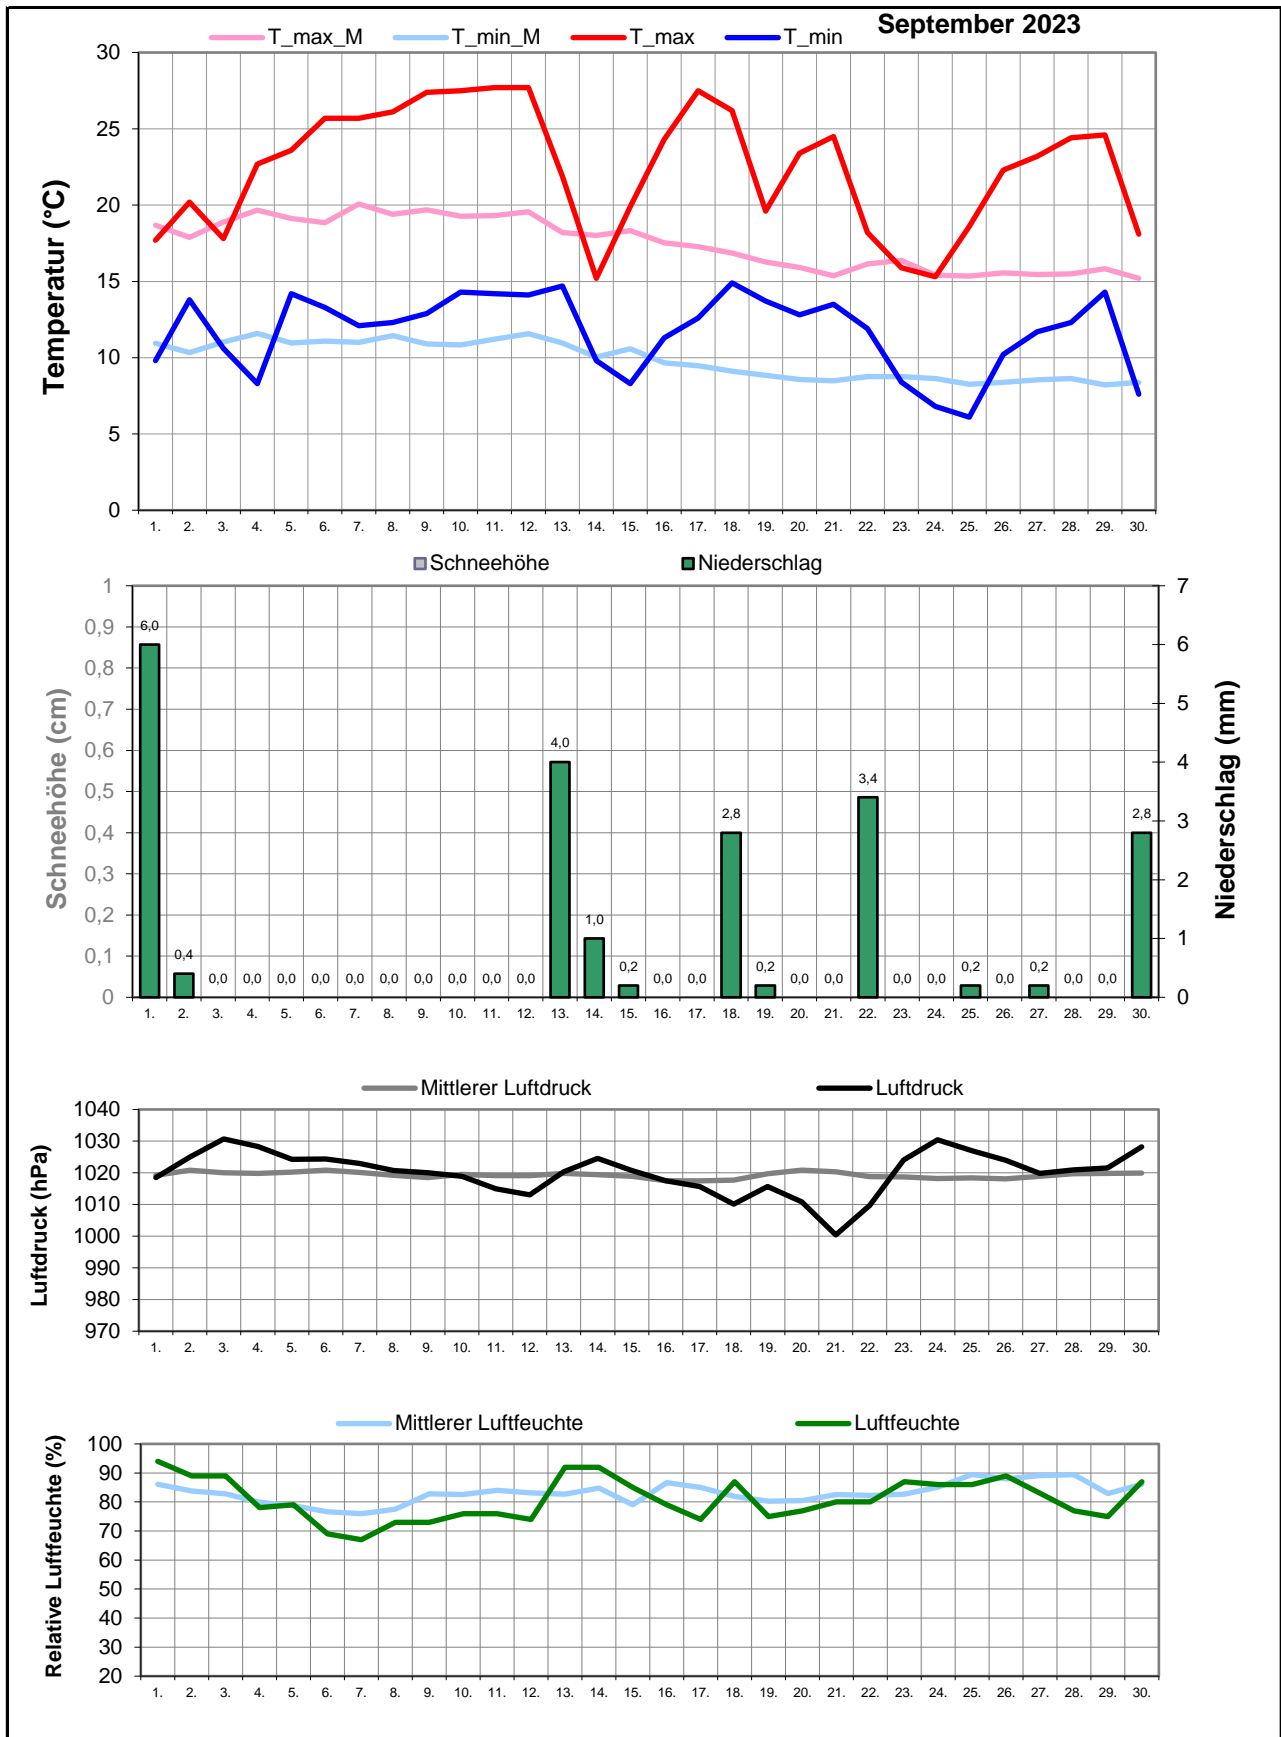 September 2023
T_max_M T_min_M T_max T_min
Temperatur (°C)
30
25
20
15
10
5
0
1. 2. 3. 4. 5. 6. 7. 8. 9. 10. 11. 12. 13. 14. 15. 16. 17. 18. 19. 20. 21. 22. 23. 24. 25. 26. 27. 28. 29. 30.
Schneehöhe Niederschlag
Schneehöhe (cm)
1
0,9
0,8
0,7
0,6
0,5
0,4
0,3
0,2
0,1
0
6,0 0,4 0,0 0,0 0,0 0,0 0,0 0,0 0,0 0,0 0,0 0,0 4,0 1,0 0,2 0,0 0,0 2,8 0,2 0,0 0,0 3,4 0,0 0,0 0,2 0,0 0,2 0,0 0,0 2,8
7
6
5
4
3
2
1
0
Niederschlag (mm)
1. 2. 3. 4. 5. 6. 7. 8. 9. 10. 11. 12. 13. 14. 15. 16. 17. 18. 19. 20. 21. 22. 23. 24. 25. 26. 27. 28. 29. 30.
Mittlerer Luftdruck Luftdruck
Luftdruck (hPa)
1040
1030
1020
1010
1000
990
980
970
1. 2. 3. 4. 5. 6. 7. 8. 9. 10. 11. 12. 13. 14. 15. 16. 17. 18. 19. 20. 21. 22. 23. 24. 25. 26. 27. 28. 29. 30.
Mittlerer Luftfeuchte Luftfeuchte
Relative Luftfeuchte (%)
100
90
80
70
60
50
40
30
20
1. 2. 3. 4. 5. 6. 7. 8. 9. 10. 11. 12. 13. 14. 15. 16. 17. 18. 19. 20. 21. 22. 23. 24. 25. 26. 27. 28. 29. 30.